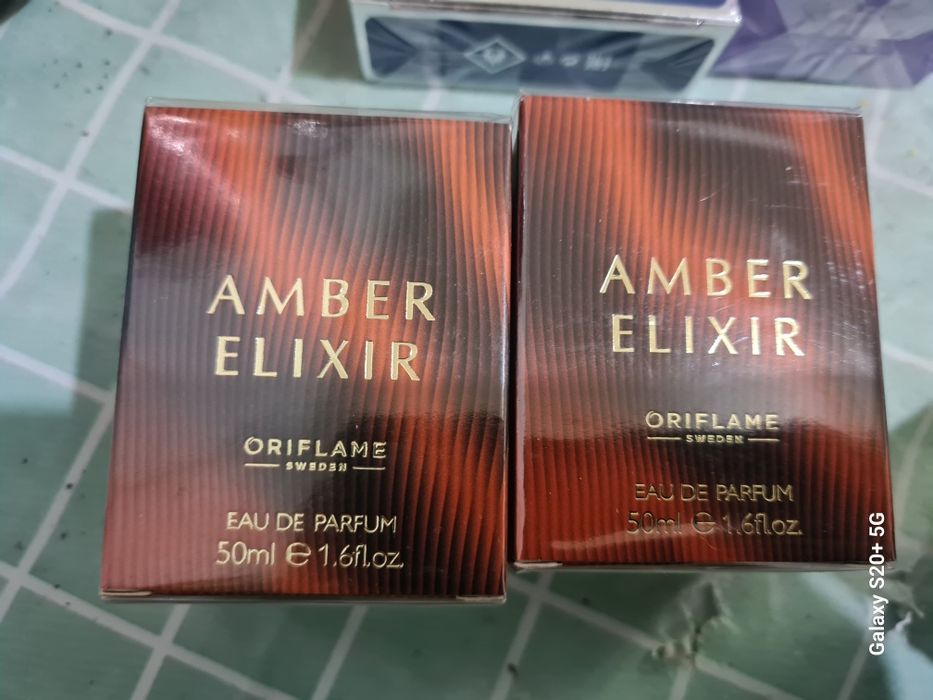 AMBER
ELIXIR
ORIFLAME
SWEDEN
EAU DE PARFUM
50ml ℮ 1.6fl.oz.
AMBER
ELIXIR
ORIFLAME
SWEDEN
EAU DE PARFUM
50ml ℮ 1.6fl.oz.
Galaxy S20+ 5G